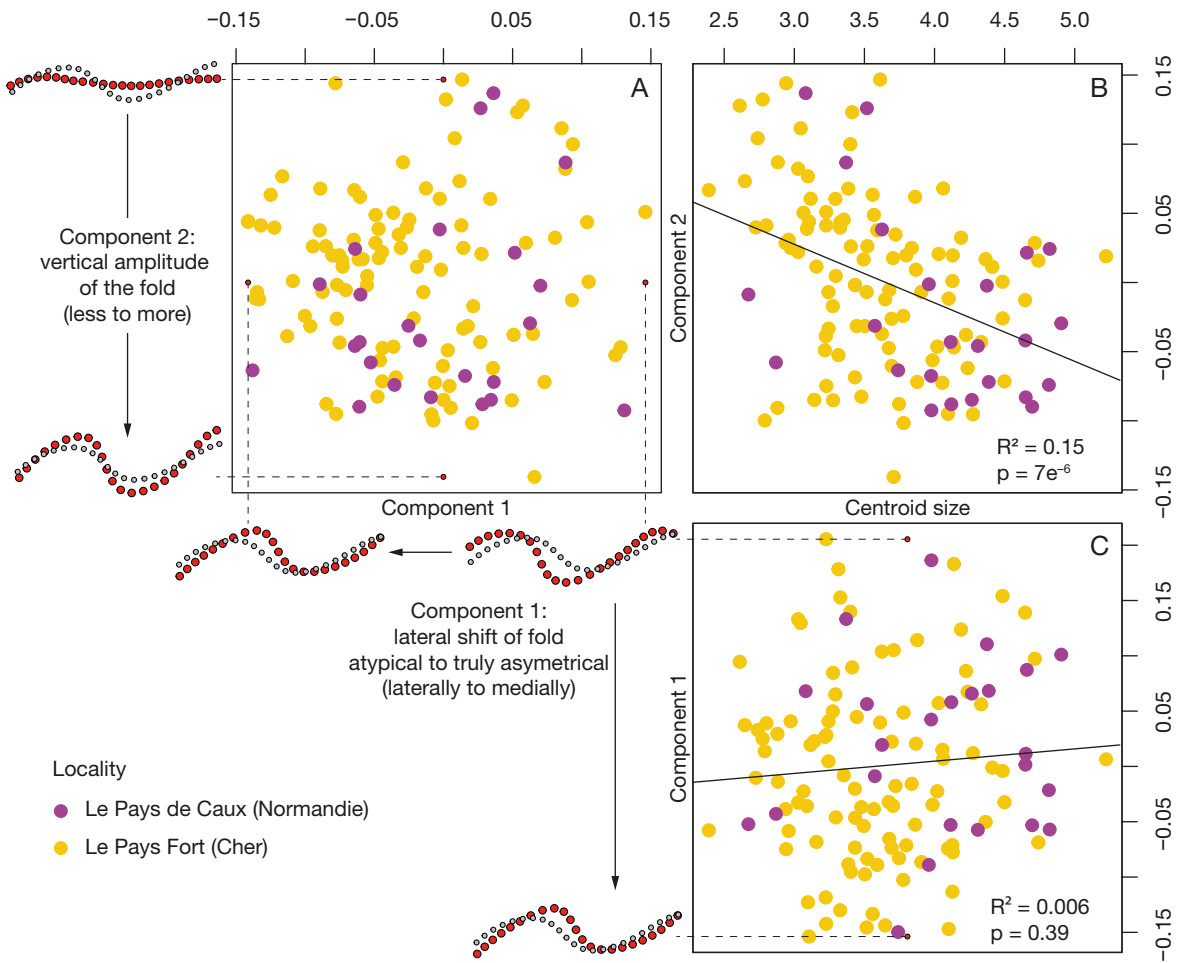 −0.15 −0.05 0.05 0.15 2.5 3.0 3.5 4.0 4.5 5.0
A
B
0.15
0.05
−0.05
−0.15
Component 2
Component 2:
vertical amplitude
of the fold
(less to more)
R² = 0.15
p = 7e⁻⁶
Component 1
Centroid size
C
Component 1:
lateral shift of fold
atypical to truly asymetrical
(laterally to medially)
Component 1
0.15
0.05
−0.05
−0.15
R² = 0.006
p = 0.39
Locality
Le Pays de Caux (Normandie)
Le Pays Fort (Cher)